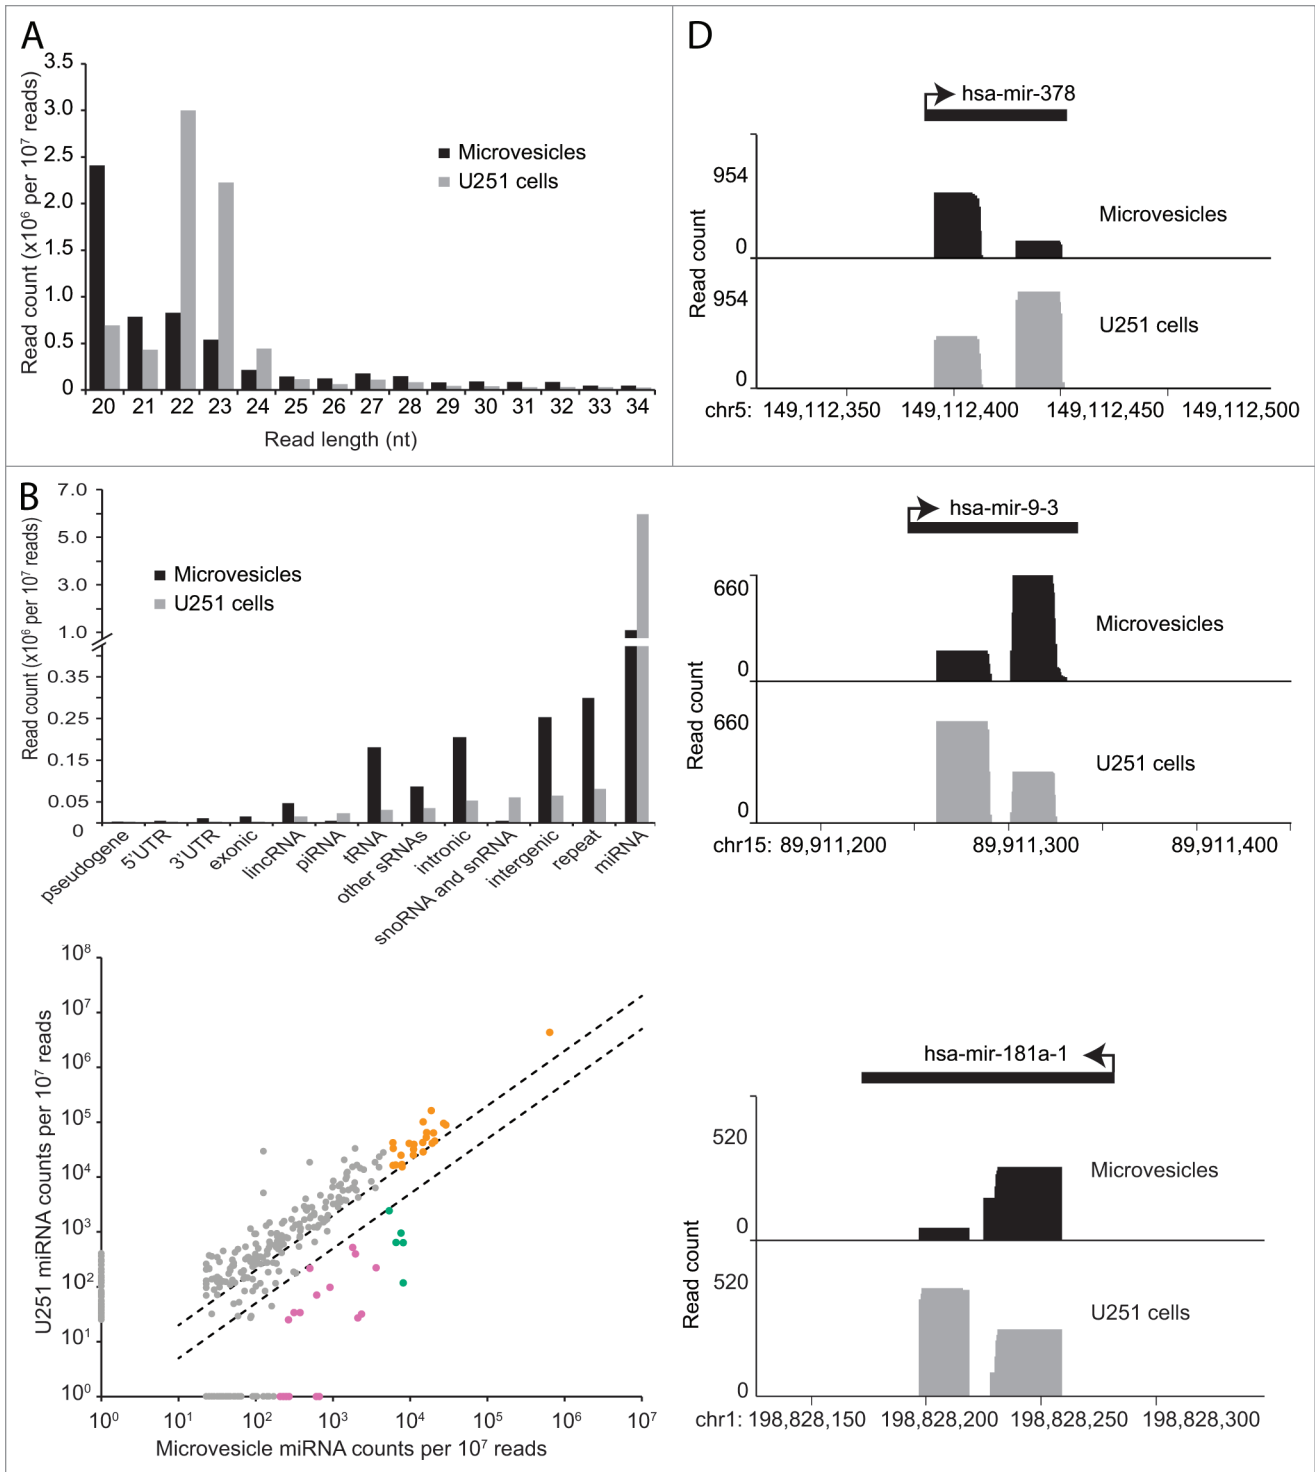 A
3.5
3.0
2.5
2.0
1.5
1.0
0.5
0
Read count (x10⁶ per 10⁷ reads)
Microvesicles
U251 cells
20 21 22 23 24 25 26 27 28 29 30 31 32 33 34
Read length (nt)
B
7.0
5.0
3.0
1.0
0.35
0.25
0.15
0.05
0
Read count (x10⁶ per 10⁷ reads)
Microvesicles
U251 cells
pseudogene
5'UTR
3'UTR
exonic
lincRNA
piRNA
tRNA
other sRNAs
intronic
snoRNA and snRNA
intergenic
repeat
miRNA
10⁸
10⁷
10⁶
10⁵
10⁴
10³
10²
10¹
10⁰
U251 miRNA counts per 10⁷ reads
10⁰ 10¹ 10² 10³ 10⁴ 10⁵ 10⁶ 10⁷
Microvesicle miRNA counts per 10⁷ reads
D
hsa-mir-378
954
0
Microvesicles
Read count
954
0
U251 cells
chr5: 149,112,350 149,112,400 149,112,450 149,112,500
hsa-mir-9-3
660
0
Microvesicles
Read count
660
0
U251 cells
chr15: 89,911,200 89,911,300 89,911,400
hsa-mir-181a-1
520
0
Microvesicles
Read count
520
0
U251 cells
chr1: 198,828,150 198,828,200 198,828,250 198,828,300